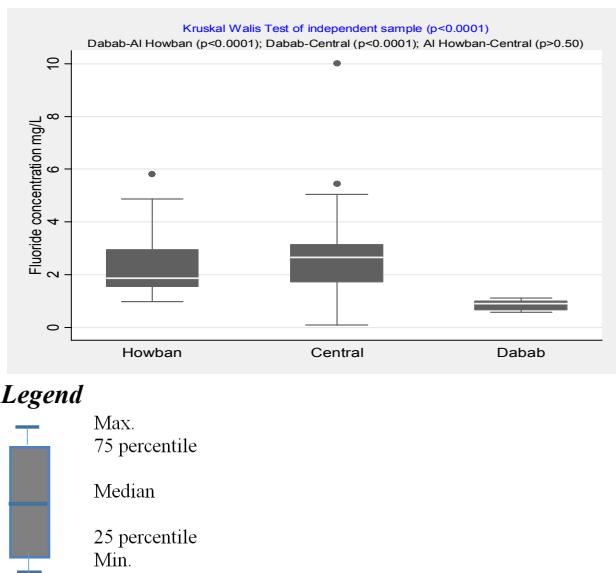 Kruskal Walis Test of independent sample (p<0.0001)
Dabab-Al Howban (p<0.0001); Dabab-Central (p<0.0001); Al Howban-Central (p>0.50)
Fluoride concentration mg/L
10
8
6
4
2
0
Howban Central Dabab
Legend
Max.
75 percentile
Median
25 percentile
Min.